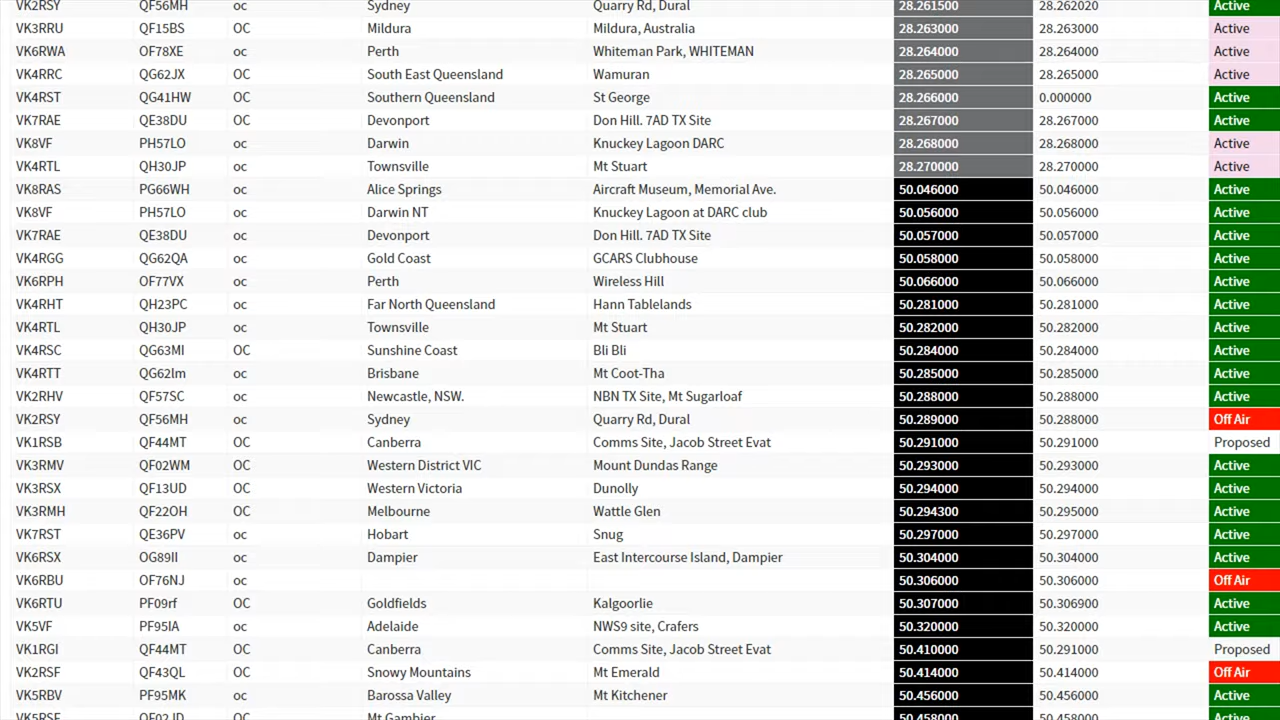 VK2RSY QF56MH oc Sydney Quarry Rd, Dural 28.261500 28.262020 Active
VK3RRU QF15BS OC Mildura Mildura, Australia 28.263000 28.263000 Active
VK6RWA OF78XE oc Perth Whiteman Park, WHITEMAN 28.264000 28.264000 Active
VK4RRC QG62JX OC South East Queensland Wamuran 28.265000 28.265000 Active
VK4RST QG41HW OC Southern Queensland St George 28.266000 0.000000 Active
VK7RAE QE38DU OC Devonport Don Hill. 7AD TX Site 28.267000 28.267000 Active
VK8VF PH57LO oc Darwin Knuckey Lagoon DARC 28.268000 28.268000 Active
VK4RTL QH30JP oc Townsville Mt Stuart 28.270000 28.270000 Active
VK8RAS PG66WH oc Alice Springs Aircraft Museum, Memorial Ave. 50.046000 50.046000 Active
VK8VF PH57LO oc Darwin NT Knuckey Lagoon at DARC club 50.056000 50.056000 Active
VK7RAE QE38DU oc Devonport Don Hill. 7AD TX Site 50.057000 50.057000 Active
VK4RGG QG62QA oc Gold Coast GCARS Clubhouse 50.058000 50.058000 Active
VK6RPH OF77VX oc Perth Wireless Hill 50.066000 50.066000 Active
VK4RHT QH23PC oc Far North Queensland Hann Tablelands 50.281000 50.281000 Active
VK4RTL QH30JP oc Townsville Mt Stuart 50.282000 50.282000 Active
VK4RSC QG63MI OC Sunshine Coast Bli Bli 50.284000 50.284000 Active
VK4RTT QG62lm oc Brisbane Mt Coot-Tha 50.285000 50.285000 Active
VK2RHV QF57SC oc Newcastle, NSW. NBN TX Site, Mt Sugarloaf 50.288000 50.288000 Active
VK2RSY QF56MH oc Sydney Quarry Rd, Dural 50.289000 50.288000 Off Air
VK1RSB QF44MT OC Canberra Comms Site, Jacob Street Evat 50.291000 50.291000 Proposed
VK3RMV QF02WM OC Western District VIC Mount Dundas Range 50.293000 50.293000 Active
VK3RSX QF13UD OC Western Victoria Dunolly 50.294000 50.294000 Active
VK3RMH QF22OH OC Melbourne Wattle Glen 50.294300 50.295000 Active
VK7RST QE36PV oc Hobart Snug 50.297000 50.297000 Active
VK6RSX OG89II oc Dampier East Intercourse Island, Dampier 50.304000 50.304000 Active
VK6RBU OF76NJ oc 50.306000 50.306000 Off Air
VK6RTU PF09rf OC Goldfields Kalgoorlie 50.307000 50.306900 Active
VK5VF PF95IA oc Adelaide NWS9 site, Crafers 50.320000 50.320000 Active
VK1RGI QF44MT OC Canberra Comms Site, Jacob Street Evat 50.410000 50.291000 Proposed
VK2RSF QF43QL OC Snowy Mountains Mt Emerald 50.414000 50.414000 Off Air
VK5RBV PF95MK oc Barossa Valley Mt Kitchener 50.456000 50.456000 Active
VK5RSE QF02JD OC Mt Gambier 50.458000 50.458000 Active